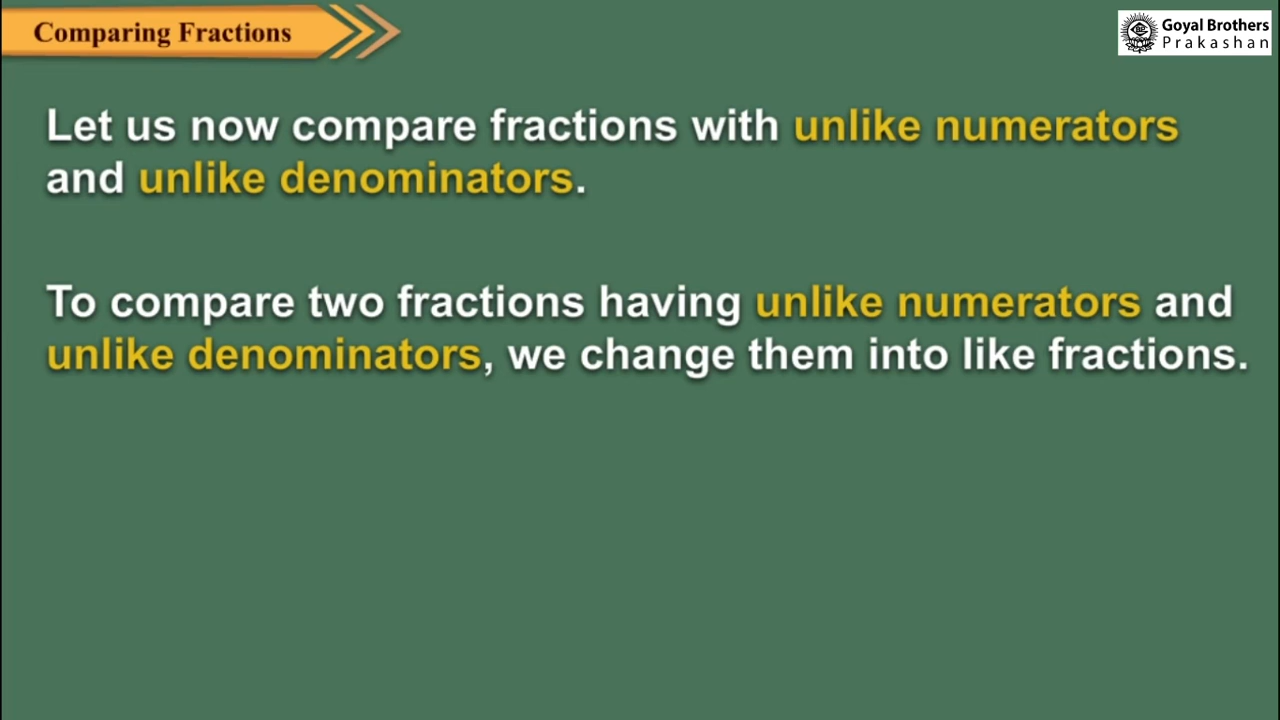 Comparing Fractions
Goyal Brothers
Prakashan
Let us now compare fractions with unlike numerators
and unlike denominators.
To compare two fractions having unlike numerators and
unlike denominators, we change them into like fractions.